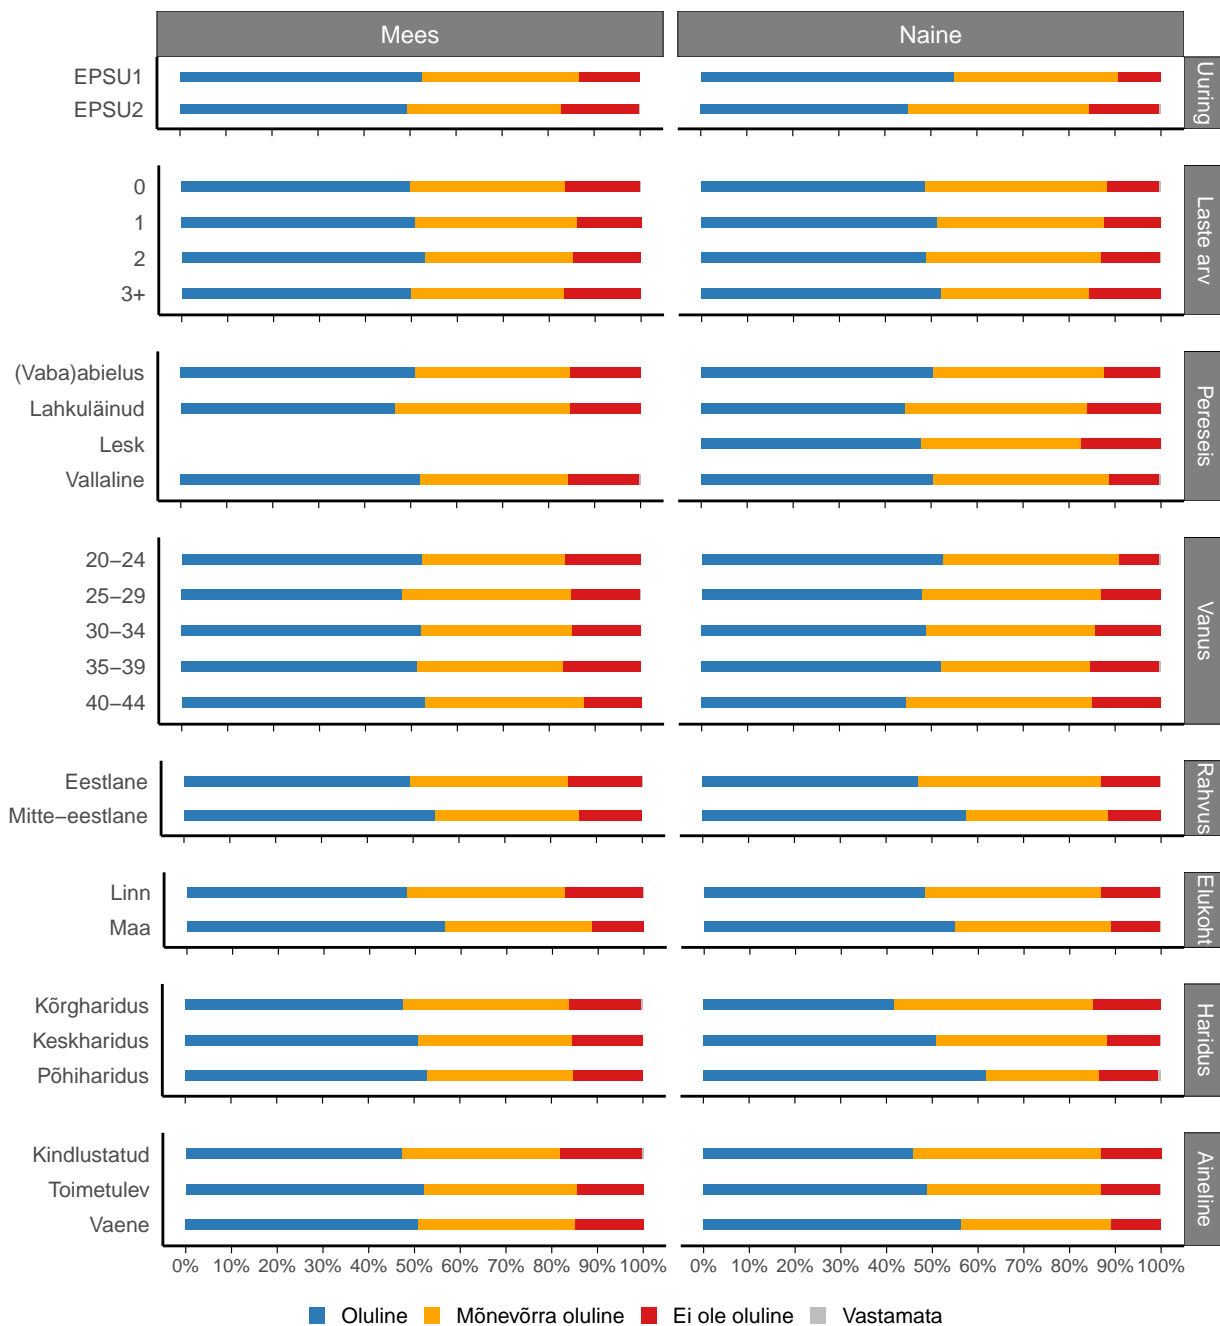 Mees
Naine
EPSU1
EPSU2
Uuring
0
1
2
3+
Laste arv
(Vaba)abielus
Lahkuläinud
Lesk
Vallaline
Pereseis
20–24
25–29
30–34
35–39
40–44
Vanus
Eestlane
Mitte–eestlane
Rahvus
Linn
Maa
Elukoht
Kõrgharidus
Keskharidus
Põhiharidus
Haridus
Kindlustatud
Toimetulev
Vaene
Aineline
0% 10% 20% 30% 40% 50% 60% 70% 80% 90% 100%
0% 10% 20% 30% 40% 50% 60% 70% 80% 90% 100%
Oluline Mõnevõrra oluline Ei ole oluline Vastamata